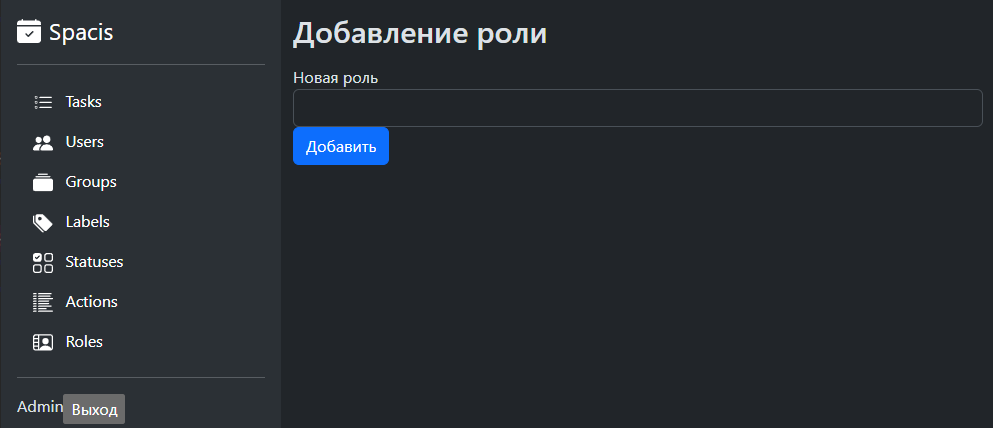 Spacis
Tasks
Users
Groups
Labels
Statuses
Actions
Roles
Admin Выход
Добавление роли
Новая роль
Добавить